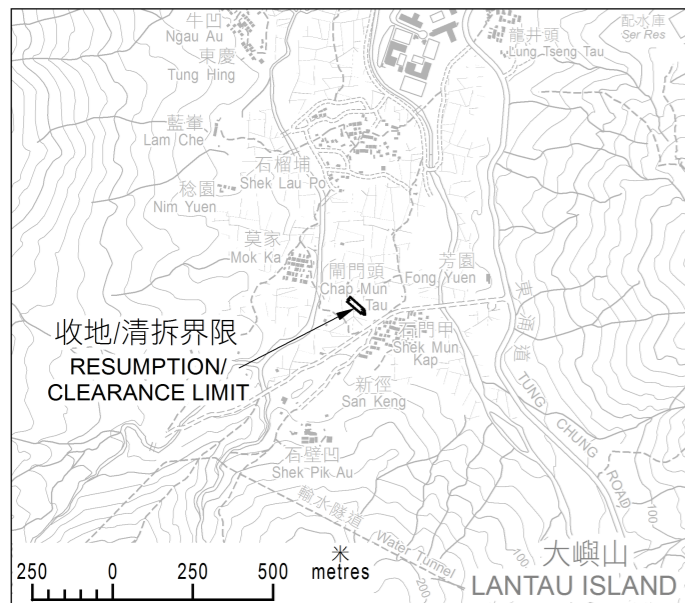 牛凹
Ngau Au
東慶
Tung Hing
龍井頭
Lung Tseng Tau
配水庫
Ser Res
藍輋
Lam Che
石榴埔
Shek Lau Po
稔園
Nim Yuen
莫家
Mok Ka
閘門頭
Chap Mun
Tau
芳園
Fong Yuen
收地/清拆界限
RESUMPTION/
CLEARANCE LIMIT
石門甲
Shek Mun
Kap
東涌道
TUNG CHUNG ROAD
新徑
San Keng
石壁凹
Shek Pik Au
輸水隧道
Water Tunnel
100
100
200
大嶼山
LANTAU ISLAND
米
metres
250 0 250 500